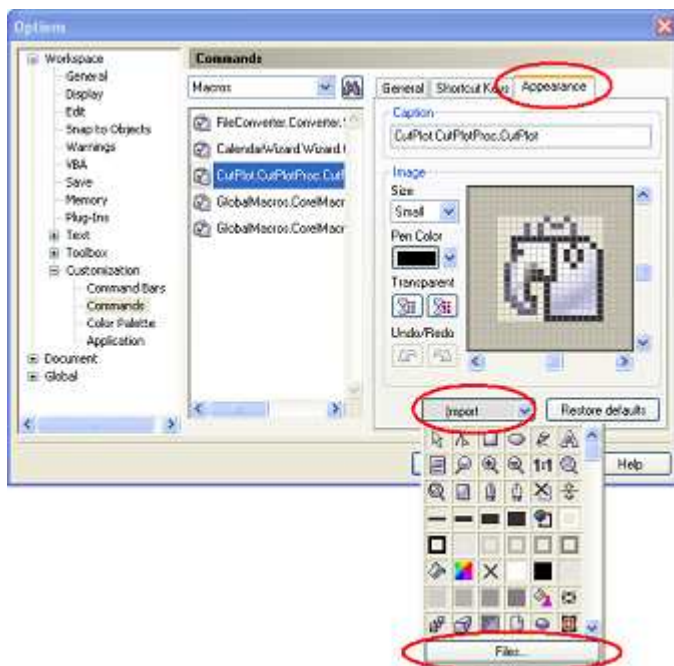 Options
Workspace
General
Display
Edit
Snap to Objects
Warnings
VBA
Save
Memory
Plug-Ins
Text
Toolbox
Customization
Command Bars
Commands
Color Palette
Application
Document
Global
Commands
Macros
FileConverter.Converter.
CalendarWizard.Wizard.
CutPlot.CutPlotProc.Cut
GlobalMacros.CorelMacr
GlobalMacros.CorelMacr
General Shortcut Keys Appearance
Caption
CutPlot.CutPlotProc.CutPlot
Image
Size
Small
Pen Color
Transparent
Undo/Redo
Import Restore defaults
1:1
Help
Files...